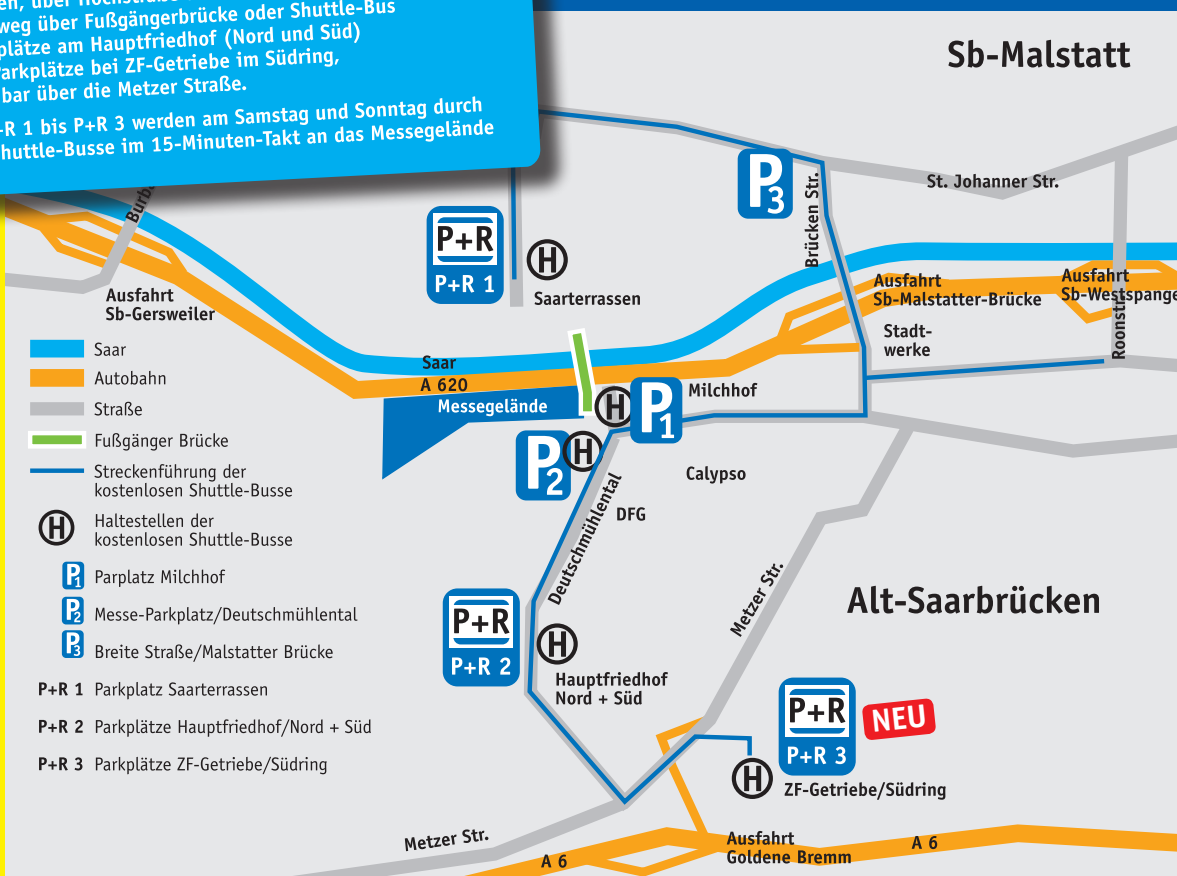 weg über Fußgängerbrücke oder Shuttle-Bus
plätze am Hauptfriedhof (Nord und Süd)
Parkplätze bei ZF-Getriebe im Südring,
bar über die Metzer Straße.
+R 1 bis P+R 3 werden am Samstag und Sonntag durch
huttle-Busse im 15-Minuten-Takt an das Messegelände
Sb-Malstatt
P3
Brücken Str.
St. Johanner Str.
P+R
P+R 1
H
Saarterrassen
Ausfahrt
Sb-Gersweiler
Ausfahrt
Sb-Malstatter-Brücke
Ausfahrt
Sb-Westspange
Roonstr.
Stadt-
werke
Saar
A 620
Messegelände
H
P1
Milchhof
P2
H
Calypso
DFG
Deutschmühlental
Metzer Str.
Alt-Saarbrücken
P+R
P+R 2
H
Hauptfriedhof
Nord + Süd
P+R
P+R 3
NEU
H
ZF-Getriebe/Südring
Metzer Str.
A 6
Ausfahrt
Goldene Bremm
A 6
Saar
Autobahn
Straße
Fußgänger Brücke
Streckenführung der
kostenlosen Shuttle-Busse
H Haltestellen der
kostenlosen Shuttle-Busse
P1 Parplatz Milchhof
P2 Messe-Parkplatz/Deutschmühlental
P3 Breite Straße/Malstatter Brücke
P+R 1 Parkplatz Saarterrassen
P+R 2 Parkplätze Hauptfriedhof/Nord + Süd
P+R 3 Parkplätze ZF-Getriebe/Südring